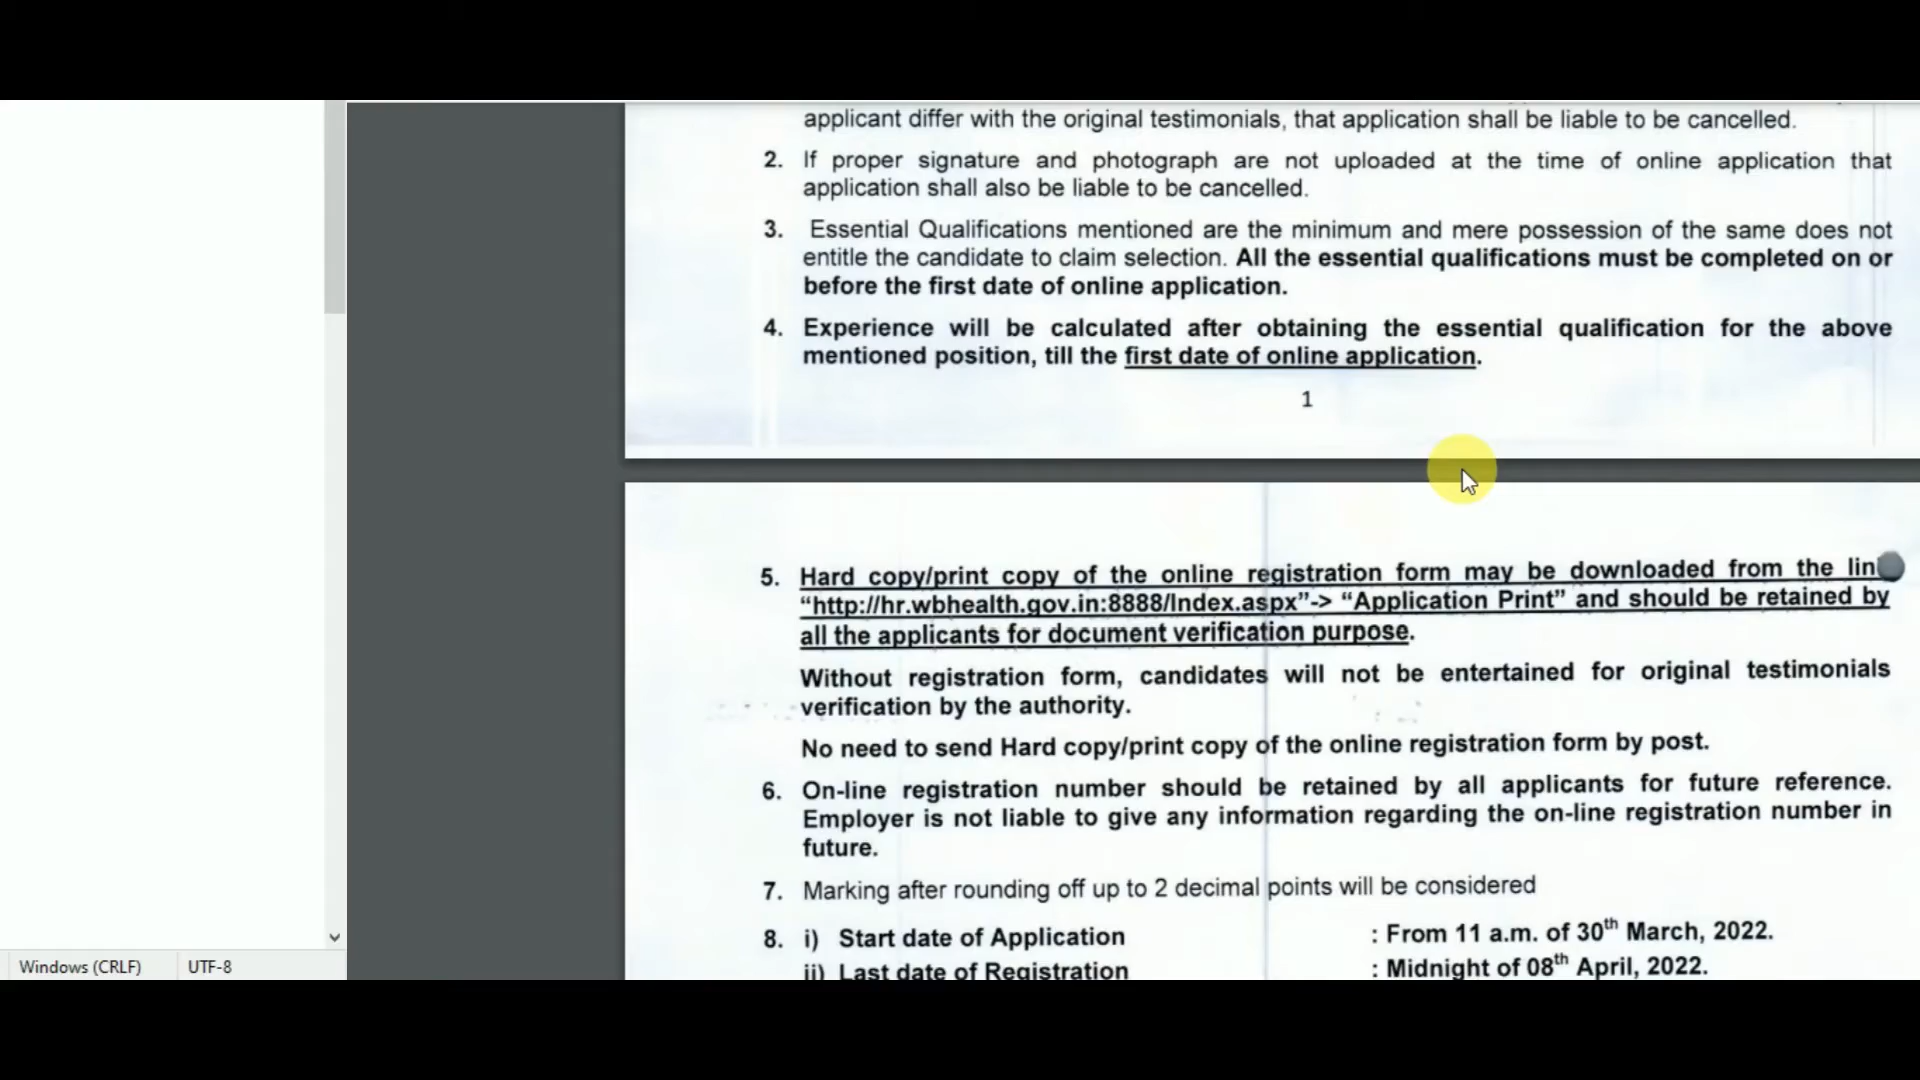 applicant differ with the original testimonials, that application shall be liable to be cancelled.
2. If proper signature and photograph are not uploaded at the time of online application that
application shall also be liable to be cancelled.
3. Essential Qualifications mentioned are the minimum and mere possession of the same does not
entitle the candidate to claim selection. All the essential qualifications must be completed on or
before the first date of online application.
4. Experience will be calculated after obtaining the essential qualification for the above
mentioned position, till the first date of online application.
1
5. Hard copy/print copy of the online registration form may be downloaded from the
“http://hr.wbhealth.gov.in:8888/Index.aspx”-> “Application Print” and should be retained by
all the applicants for document verification purpose.
Without registration form, candidates will not be entertained for original testimonials
verification by the authority.
No need to send Hard copy/print copy of the online registration form by post.
6. On-line registration number should be retained by all applicants for future reference.
Employer is not liable to give any information regarding the on-line registration number in
future.
7. Marking after rounding off up to 2 decimal points will be considered
8. i) Start date of Application : From 11 a.m. of 30th March, 2022.
ii) Last date of Registration : Midnight of 08th April, 2022.
Windows (CRLF) UTF-8